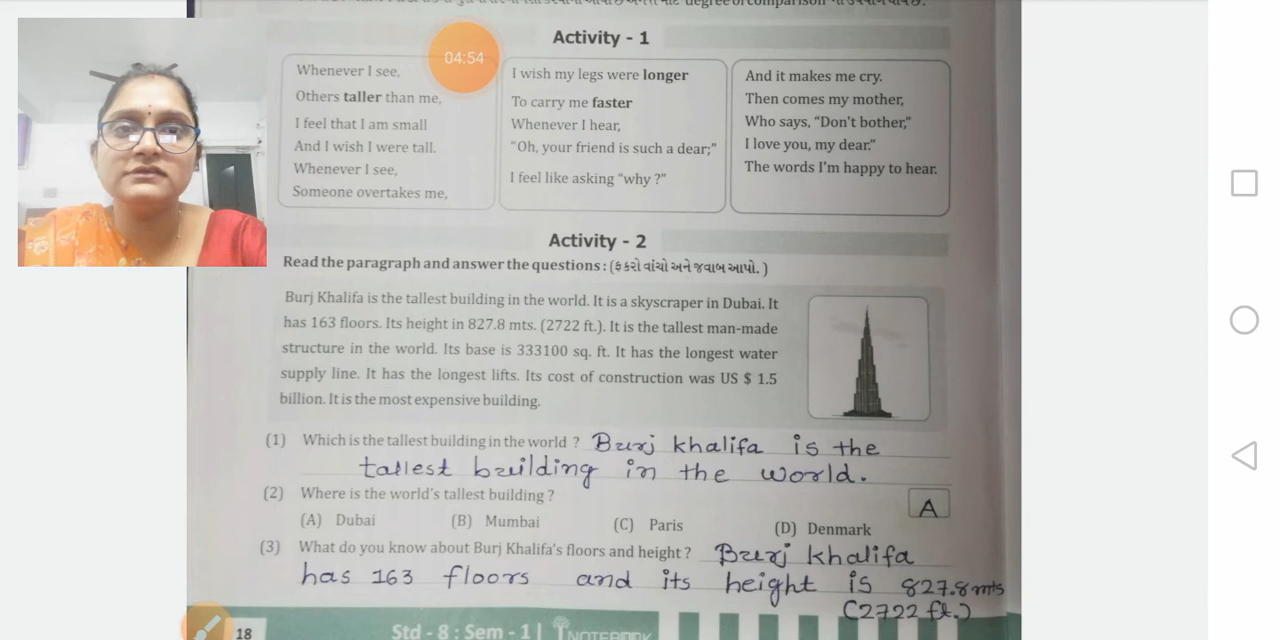 degree of comparison
Activity - 1
04:54
Whenever I see,
Others taller than me,
I feel that I am small
And I wish I were tall.
Whenever I see,
Someone overtakes me,
I wish my legs were longer
To carry me faster
Whenever I hear,
“Oh, your friend is such a dear;”
I feel like asking “why ?”
And it makes me cry.
Then comes my mother,
Who says, “Don't bother,”
I love you, my dear.”
The words I'm happy to hear.
Activity - 2
Read the paragraph and answer the questions : (ફકરો વાંચો અને જવાબ આપો. )
Burj Khalifa is the tallest building in the world. It is a skyscraper in Dubai. It
has 163 floors. Its height in 827.8 mts. (2722 ft.). It is the tallest man-made
structure in the world. Its base is 333100 sq. ft. It has the longest water
supply line. It has the longest lifts. Its cost of construction was US $ 1.5
billion. It is the most expensive building.
(1) Which is the tallest building in the world ? Burj khalifa is the
tallest building in the world.
(2) Where is the world's tallest building ? A
(A) Dubai (B) Mumbai (C) Paris (D) Denmark
(3) What do you know about Burj Khalifa's floors and height ? Burj khalifa
has 163 floors and its height is 827.8 mts
(2722 ft.)
18 Std - 8 : Sem - 1 | NOTEBOOK